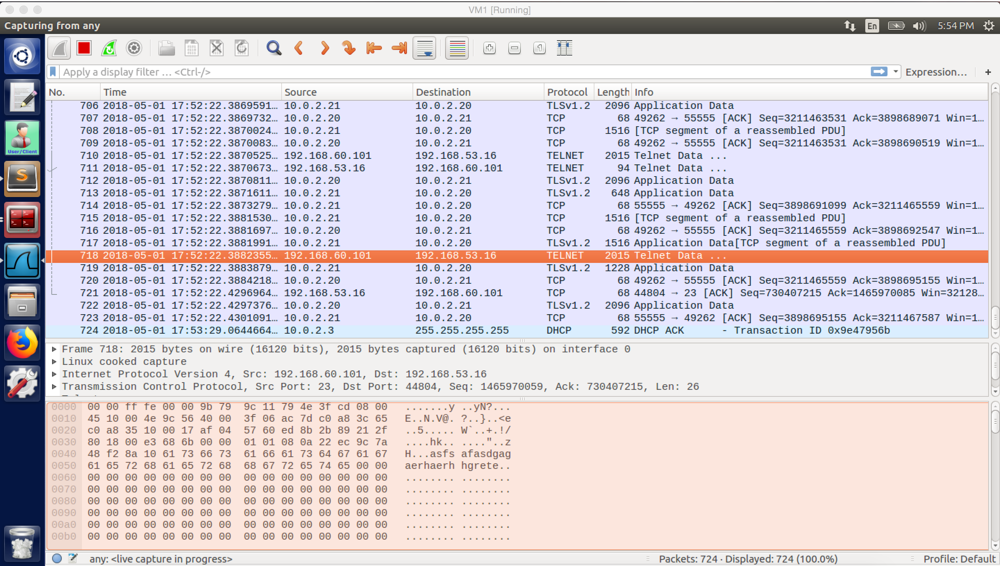 VM1 [Running]
Capturing from any
En
5:54 PM
Apply a display filter … <Ctrl-/>
Expression…
+
No. Time Source Destination Protocol Length Info
706 2018-05-01 17:52:22.3869591… 10.0.2.21 10.0.2.20 TLSv1.2 2096 Application Data
707 2018-05-01 17:52:22.3869732… 10.0.2.20 10.0.2.21 TCP 68 49262 → 55555 [ACK] Seq=3211463531 Ack=3898689071 Win=1…
708 2018-05-01 17:52:22.3870024… 10.0.2.21 10.0.2.20 TCP 1516 [TCP segment of a reassembled PDU]
709 2018-05-01 17:52:22.3870083… 10.0.2.20 10.0.2.21 TCP 68 49262 → 55555 [ACK] Seq=3211463531 Ack=3898690519 Win=1…
710 2018-05-01 17:52:22.3870525… 192.168.60.101 192.168.53.16 TELNET 2015 Telnet Data ...
711 2018-05-01 17:52:22.3870673… 192.168.53.16 192.168.60.101 TELNET 94 Telnet Data ...
712 2018-05-01 17:52:22.3870811… 10.0.2.20 10.0.2.21 TLSv1.2 2096 Application Data
713 2018-05-01 17:52:22.3871611… 10.0.2.21 10.0.2.20 TLSv1.2 648 Application Data
714 2018-05-01 17:52:22.3873279… 10.0.2.21 10.0.2.20 TCP 68 55555 → 49262 [ACK] Seq=3898691099 Ack=3211465559 Win=1…
715 2018-05-01 17:52:22.3881530… 10.0.2.21 10.0.2.20 TCP 1516 [TCP segment of a reassembled PDU]
716 2018-05-01 17:52:22.3881697… 10.0.2.20 10.0.2.21 TCP 68 49262 → 55555 [ACK] Seq=3211465559 Ack=3898692547 Win=1…
717 2018-05-01 17:52:22.3881991… 10.0.2.21 10.0.2.20 TLSv1.2 1516 Application Data[TCP segment of a reassembled PDU]
718 2018-05-01 17:52:22.3882355… 192.168.60.101 192.168.53.16 TELNET 2015 Telnet Data ...
719 2018-05-01 17:52:22.3883879… 10.0.2.21 10.0.2.20 TLSv1.2 1228 Application Data
720 2018-05-01 17:52:22.3884218… 10.0.2.20 10.0.2.21 TCP 68 49262 → 55555 [ACK] Seq=3211465559 Ack=3898695155 Win=1…
721 2018-05-01 17:52:22.4296964… 192.168.53.16 192.168.60.101 TCP 68 44804 → 23 [ACK] Seq=730407215 Ack=1465970085 Win=32128…
722 2018-05-01 17:52:22.4297376… 10.0.2.20 10.0.2.21 TLSv1.2 2096 Application Data
723 2018-05-01 17:52:22.4301091… 10.0.2.21 10.0.2.20 TCP 68 55555 → 49262 [ACK] Seq=3898695155 Ack=3211467587 Win=1…
724 2018-05-01 17:53:29.0644664… 10.0.2.3 255.255.255.255 DHCP 592 DHCP ACK - Transaction ID 0x9e47956b
User/Client
Frame 718: 2015 bytes on wire (16120 bits), 2015 bytes captured (16120 bits) on interface 0
Linux cooked capture
Internet Protocol Version 4, Src: 192.168.60.101, Dst: 192.168.53.16
Transmission Control Protocol, Src Port: 23, Dst Port: 44804, Seq: 1465970059, Ack: 730407215, Len: 26
0000 00 00 ff fe 00 00 9b 79 9c 11 79 4e 3f cd 08 00 .......y ..yN?...
0010 45 10 00 4e 9c 56 40 00 3f 06 ac 7d c0 a8 3c 65 E..N.V@. ?..}..<e
0020 c0 a8 35 10 00 17 af 04 57 60 ed 8b 2b 89 21 2f ..5..... W`..+.!/
0030 80 18 00 e3 68 6b 00 00 01 01 08 0a 22 ec 9c 7a ....hk.. ...."..z
0040 48 f2 8a 10 61 73 66 73 61 66 61 73 64 67 61 67 H...asfs afasdgag
0050 61 65 72 68 61 65 72 68 68 67 72 65 74 65 00 00 aerhaerh hgrete..
0060 00 00 00 00 00 00 00 00 00 00 00 00 00 00 00 00 ........ ........
0070 00 00 00 00 00 00 00 00 00 00 00 00 00 00 00 00 ........ ........
0080 00 00 00 00 00 00 00 00 00 00 00 00 00 00 00 00 ........ ........
0090 00 00 00 00 00 00 00 00 00 00 00 00 00 00 00 00 ........ ........
00a0 00 00 00 00 00 00 00 00 00 00 00 00 00 00 00 00 ........ ........
00b0 00 00 00 00 00 00 00 00 00 00 00 00 00 00 00 00 ........ ........
any: <live capture in progress>
Packets: 724 · Displayed: 724 (100.0%)
Profile: Default